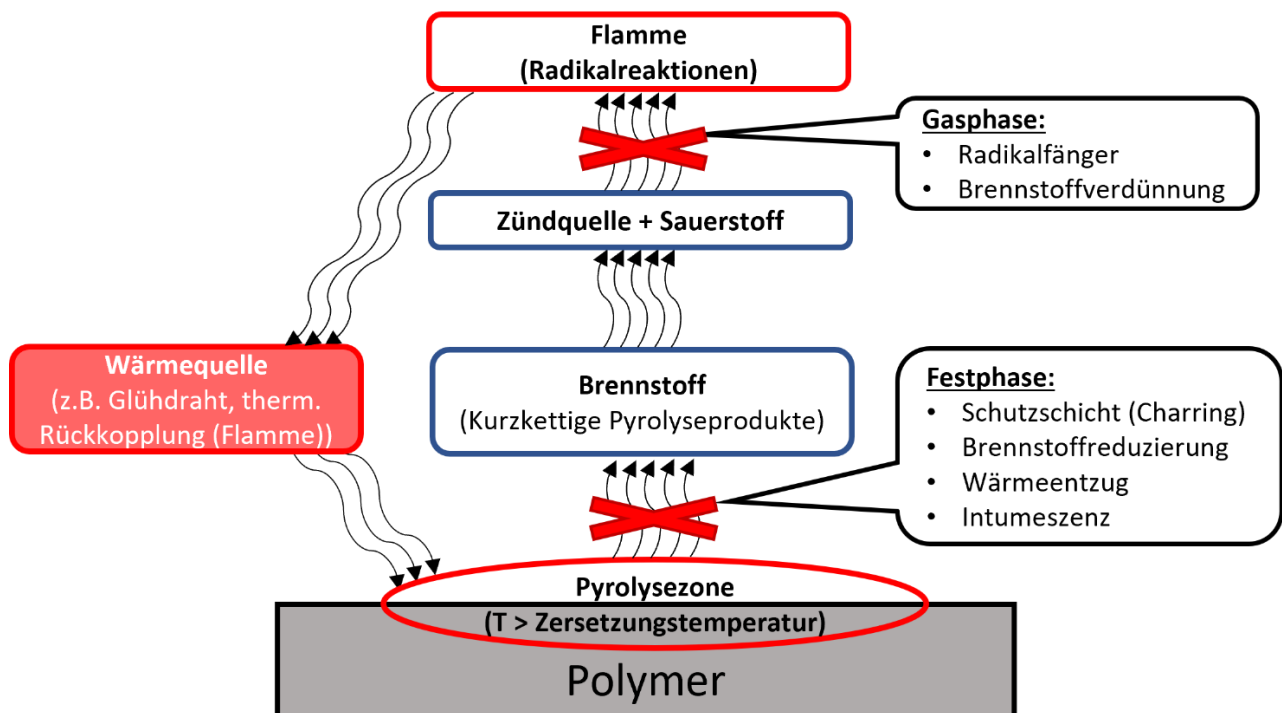 Flamme
(Radikalreaktionen)
Gasphase:
• Radikalfänger
• Brennstoffverdünnung
Zündquelle + Sauerstoff
Wärmequelle
(z.B. Glühdraht, therm.
Rückkopplung (Flamme))
Brennstoff
(Kurzkettige Pyrolyseprodukte)
Festphase:
• Schutzschicht (Charring)
• Brennstoffreduzierung
• Wärmeentzug
• Intumeszenz
Pyrolysezone
(T > Zersetzungstemperatur)
Polymer